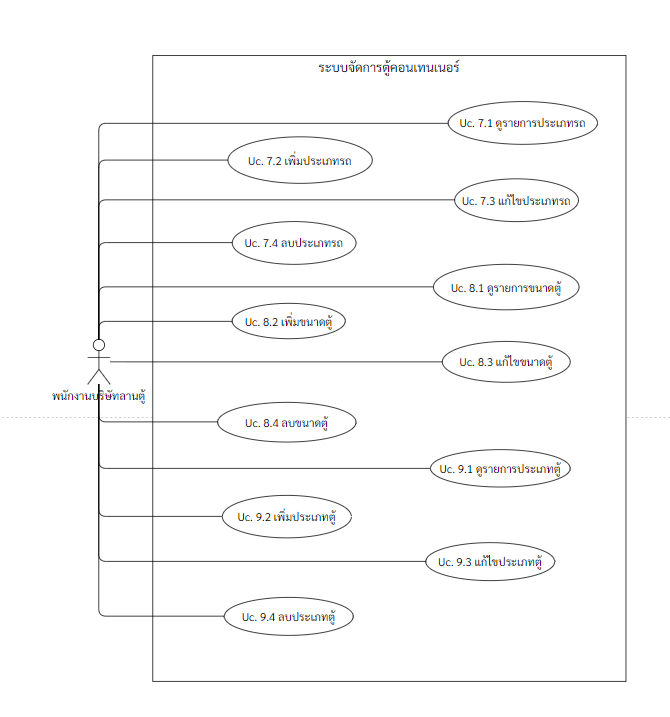 ระบบจัดการตู้คอนเทนเนอร์
Uc. 7.1 ดูรายการประเภทรถ
Uc. 7.2 เพิ่มประเภทรถ
Uc. 7.3 แก้ไขประเภทรถ
Uc. 7.4 ลบประเภทรถ
Uc. 8.1 ดูรายการขนาดตู้
Uc. 8.2 เพิ่มขนาดตู้
Uc. 8.3 แก้ไขขนาดตู้
พนักงานบริษัทลานตู้
Uc. 8.4 ลบขนาดตู้
Uc. 9.1 ดูรายการประเภทตู้
Uc. 9.2 เพิ่มประเภทตู้
Uc. 9.3 แก้ไขประเภทตู้
Uc. 9.4 ลบประเภทตู้